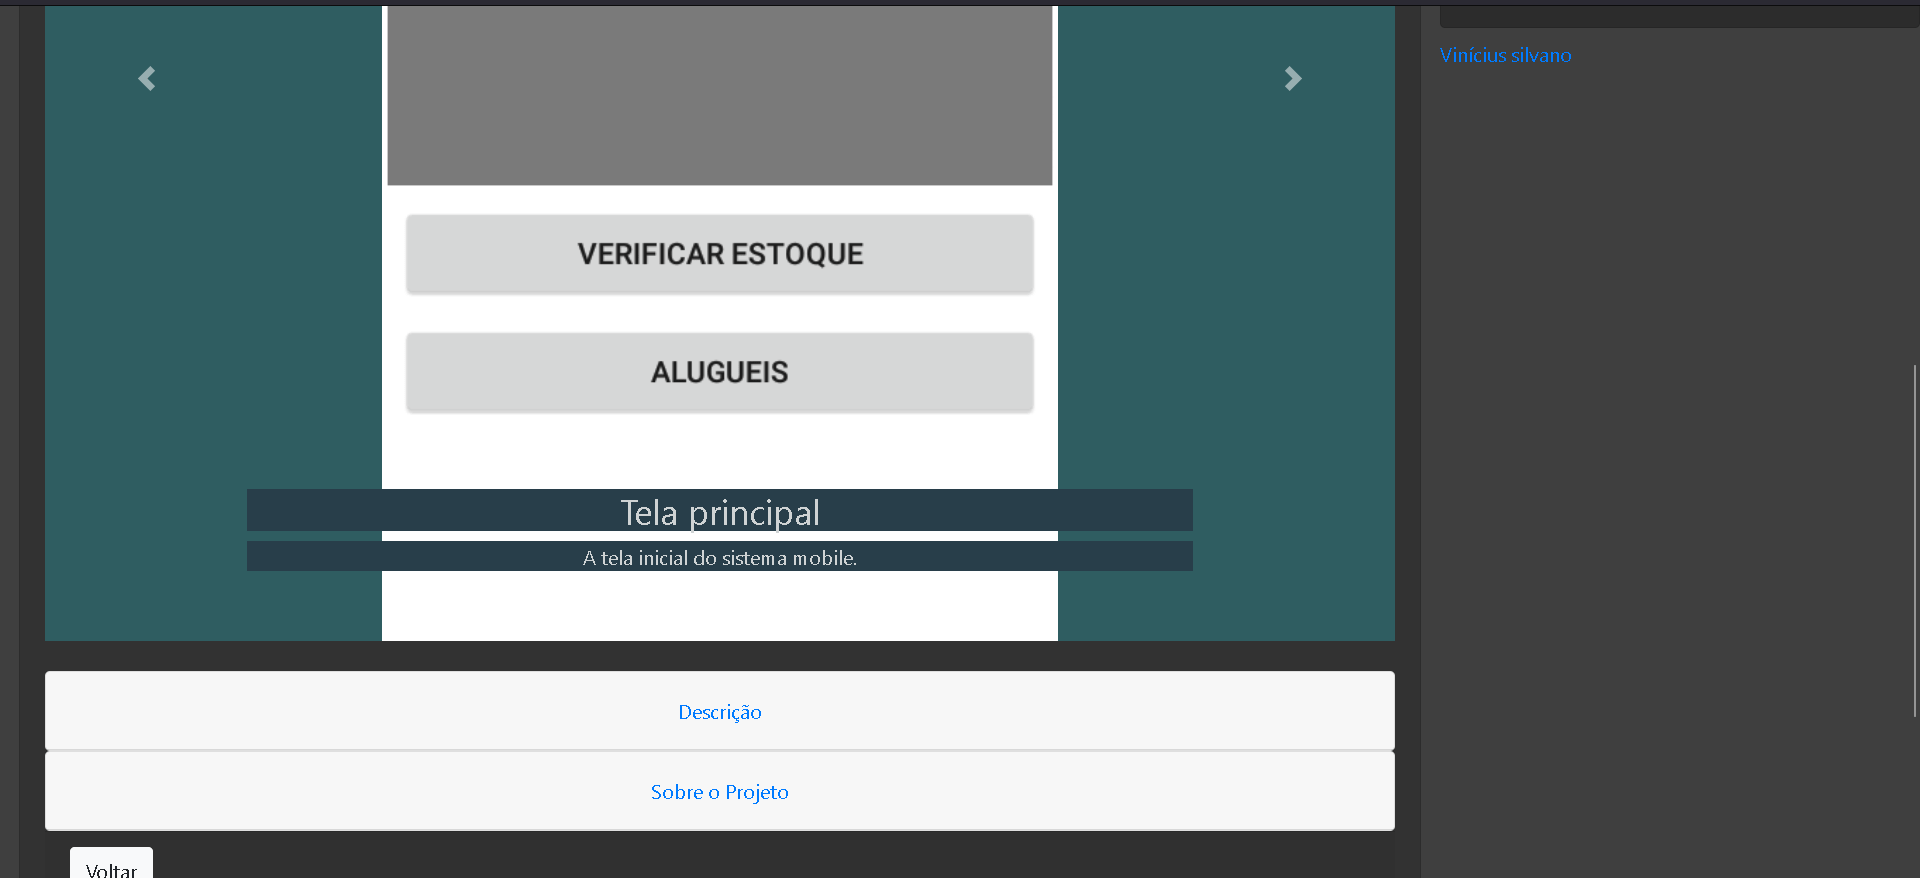 Vinícius silvano
VERIFICAR ESTOQUE
ALUGUEIS
Tela principal
A tela inicial do sistema mobile.
Descrição
Sobre o Projeto
Voltar